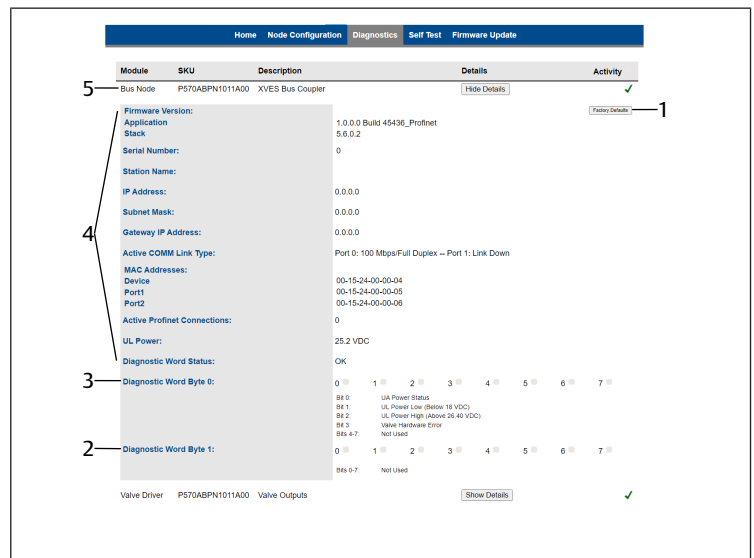 Home Node Configuration Diagnostics Self Test Firmware Update
Module SKU Description Details Activity
5 Bus Node P570ABPN1011A00 XVES Bus Coupler Hide Details ✓
Firmware Version: Factory Defaults 1
Application 1.0.0.0 Build 45436_Profinet
Stack 5.6.0.2
Serial Number: 0
Station Name:
IP Address: 0.0.0.0
Subnet Mask: 0.0.0.0
4 Gateway IP Address: 0.0.0.0
Active COMM Link Type: Port 0: 100 Mbps/Full Duplex -- Port 1: Link Down
MAC Addresses:
Device 00-15-24-00-00-04
Port1 00-15-24-00-00-05
Port2 00-15-24-00-00-06
Active Profinet Connections: 0
UL Power: 25.2 VDC
Diagnostic Word Status: OK
3 Diagnostic Word Byte 0: 0 1 2 3 4 5 6 7
Bit 0: UA Power Status
Bit 1: UL Power Low (Below 18 VDC)
Bit 2: UL Power High (Above 26.40 VDC)
Bit 3 Valve Hardware Error
Bits 4-7: Not Used
2 Diagnostic Word Byte 1: 0 1 2 3 4 5 6 7
Bits 0-7: Not Used
Valve Driver P570ABPN1011A00 Valve Outputs Show Details ✓